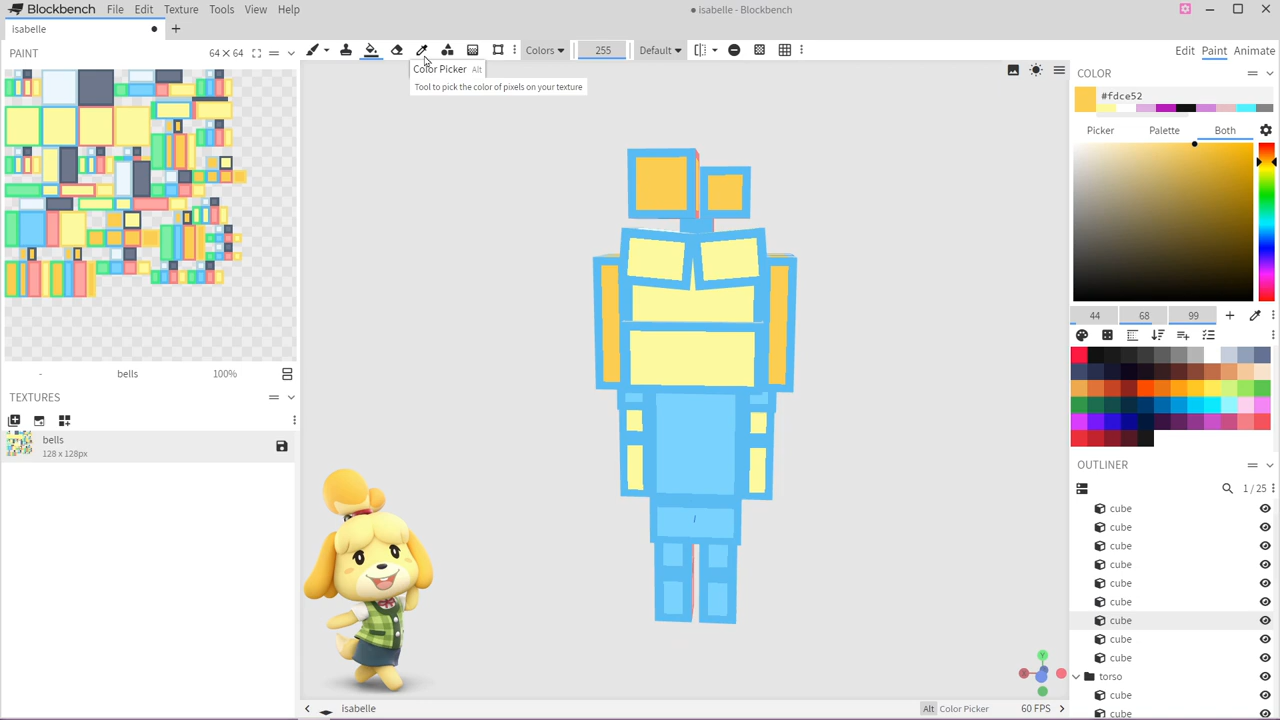 Blockbench File Edit Texture Tools View Help
isabelle - Blockbench
isabelle
PAINT 64 × 64
Colors 255 Default
Edit Paint Animate
Color Picker Alt
Tool to pick the color of pixels on your texture
COLOR
#fdce52
Picker Palette Both
44 68 99
- bells 100%
TEXTURES
bells
128 x 128px
OUTLINER
1 / 25
cube
cube
cube
cube
cube
cube
cube
cube
cube
torso
cube
cube
isabelle
Alt Color Picker 60 FPS